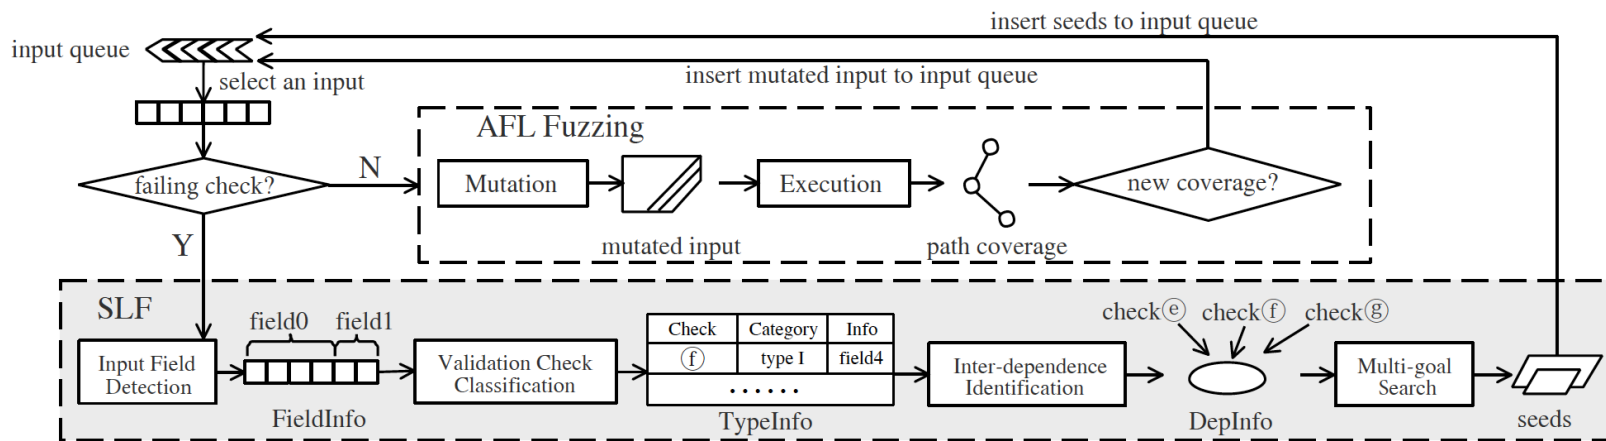 insert seeds to input queue
input queue
insert mutated input to input queue
select an input
AFL Fuzzing
failing check?
N
Mutation
Execution
new coverage?
mutated input
path coverage
Y
SLF
field0
field1
check ⓔ
check ⓕ
check ⓖ
Input Field
Detection
FieldInfo
Validation Check
Classification
Check Category Info
ⓕ type I field4
......
TypeInfo
Inter-dependence
Identification
DepInfo
Multi-goal
Search
seeds